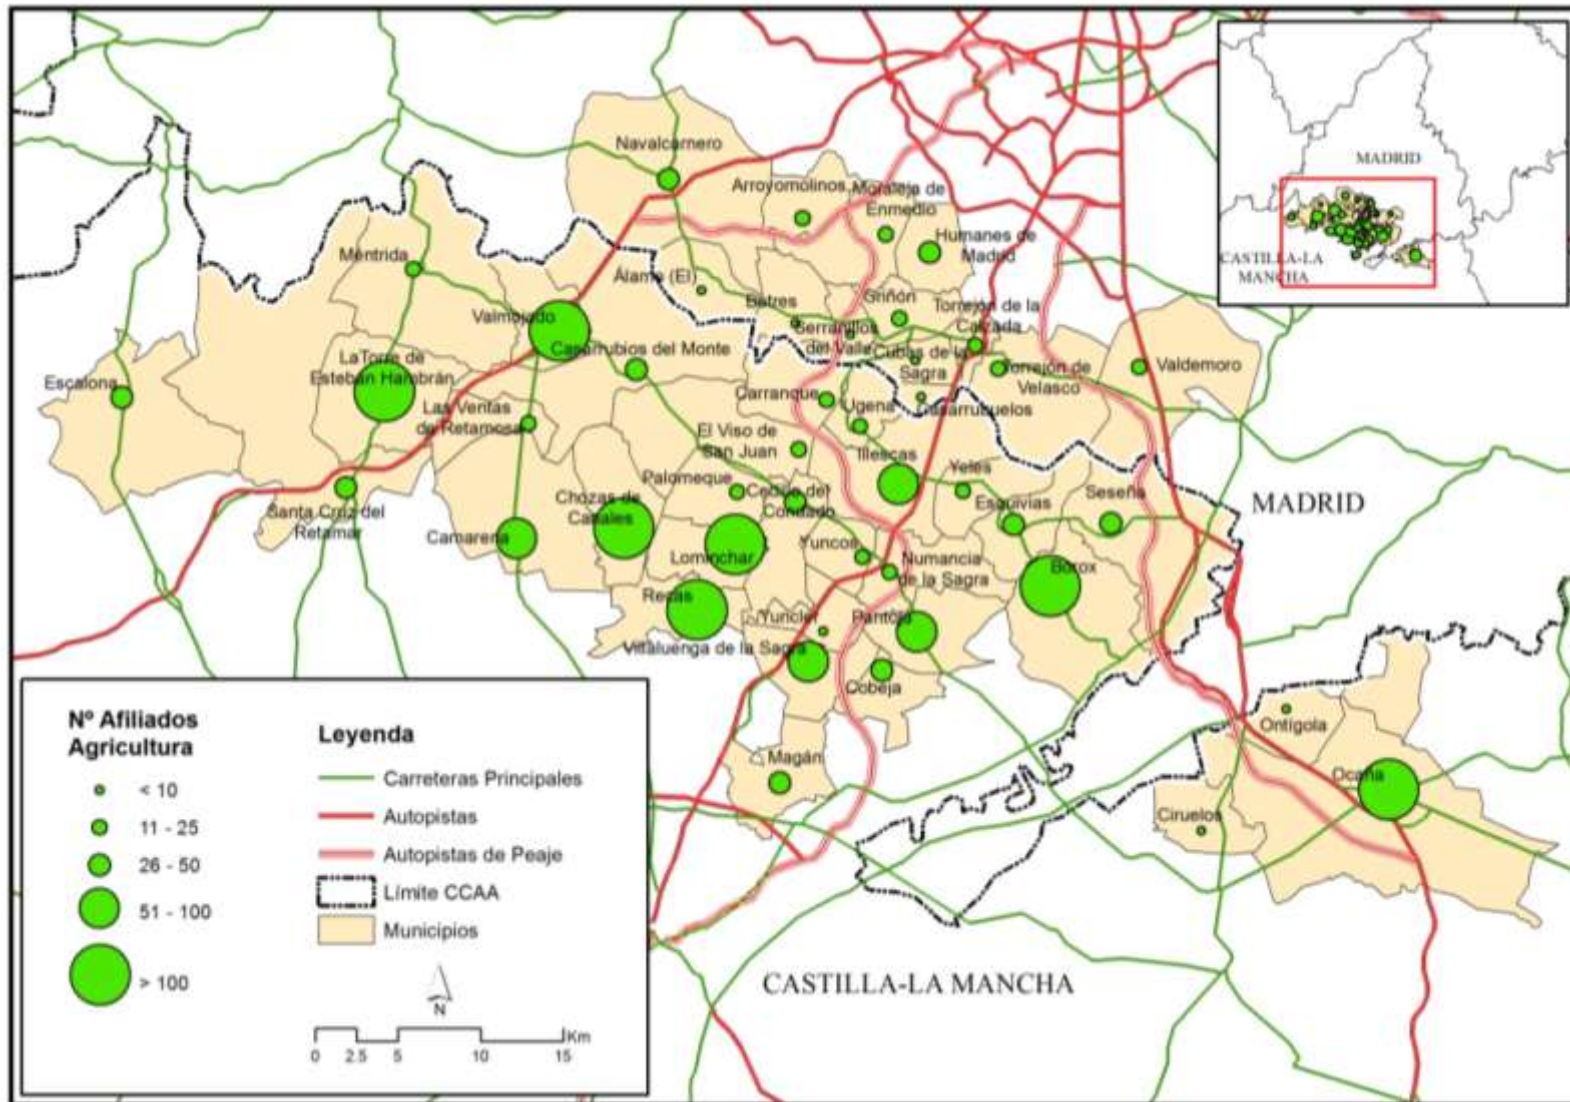 Navalcarnero
Arroyomolinos
Moraleja de
Enmedio
Humanes de
Madrid
MADRID
CASTILLA-LA
MANCHA
Méntrida
Álamo (El)
Batres
Griñón
Serranillos
del Valle
Torrejón de la
Calzada
Cubas de la
Sagra
Valmojado
Casarrubios del Monte
LaTorre de
Esteban Hambrán
Escalona
Las Ventas
de Retamosa
Carranque
Ugena
Casarrubuelos
Torrejón de
Velasco
Valdemoro
El Viso de
San Juan
Illescas
Yeles
Palomeque
Cedillo del
Condado
Esquivias
Seseña
MADRID
Santa Cruz del
Retamar
Camarena
Chozas de
Canales
Lominchar
Yuncos
Numancia
de la Sagra
Borox
Recas
Yuncler
Pantoja
Villaluenga de la Sagra
Cobeja
Magán
Ontígola
Ocaña
Ciruelos
CASTILLA-LA MANCHA
Nº Afiliados
Agricultura
< 10
11 - 25
26 - 50
51 - 100
> 100
Leyenda
Carreteras Principales
Autopistas
Autopistas de Peaje
Límite CCAA
Municipios
N
Km
0 2.5 5 10 15